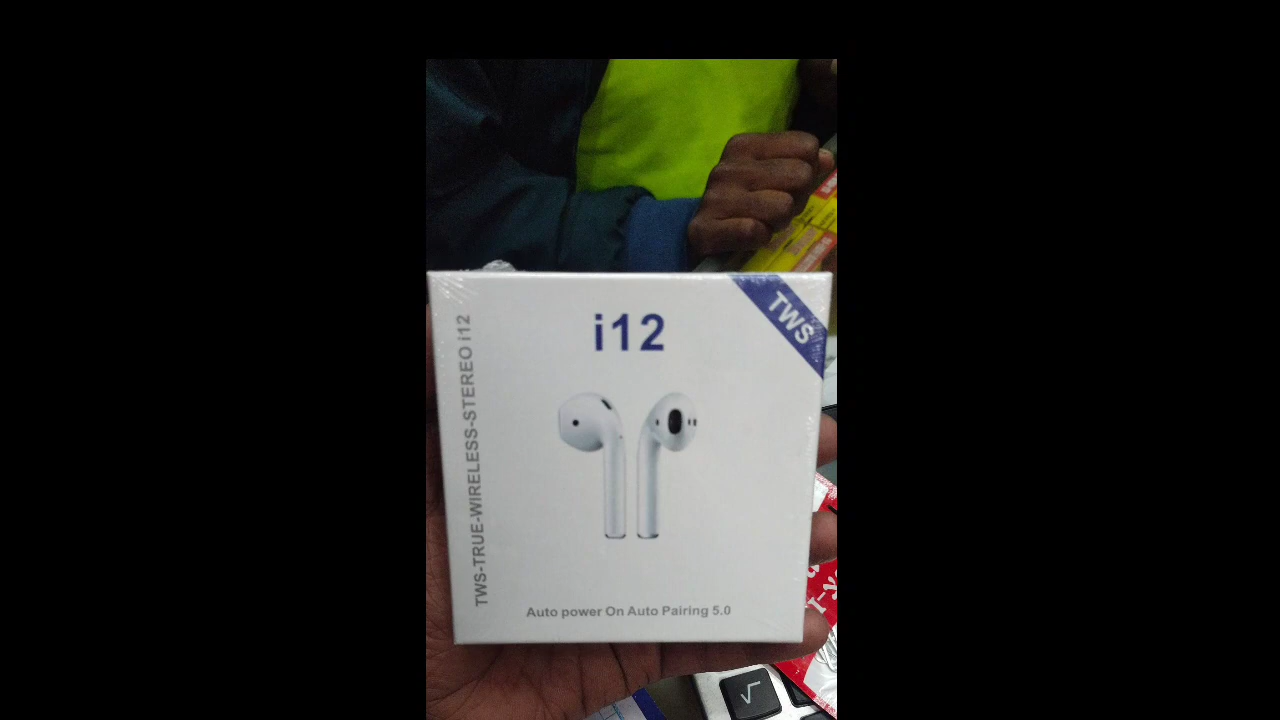 i12
TWS
TWS-TRUE-WIRELESS-STEREO i12
Auto power On Auto Pairing 5.0
√